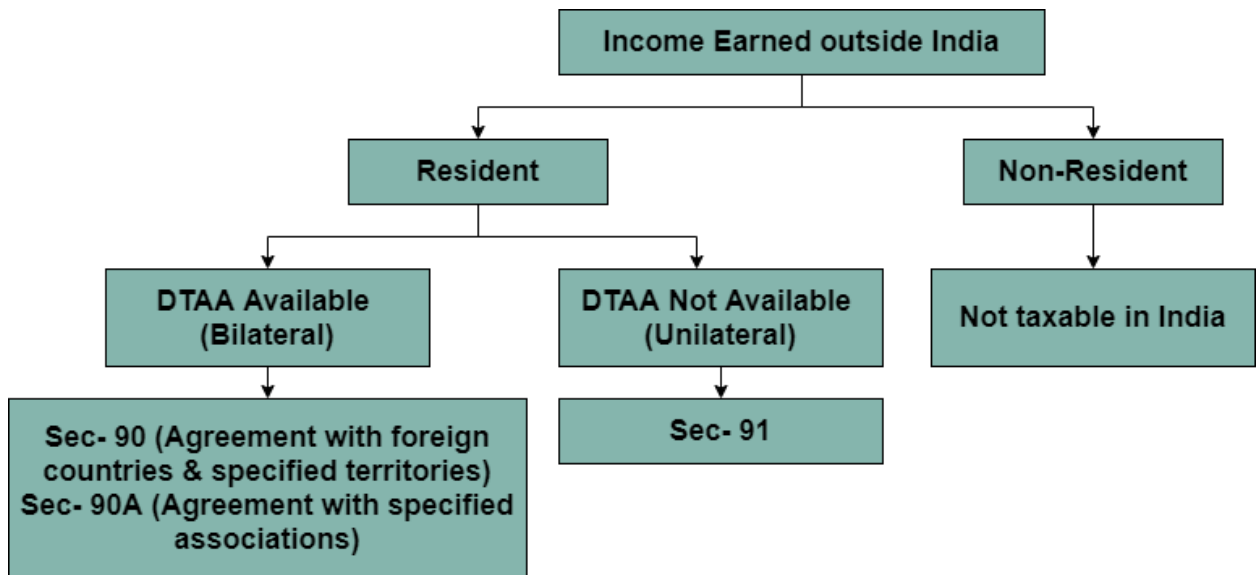 Income Earned outside India
Resident
Non-Resident
DTAA Available
(Bilateral)
DTAA Not Available
(Unilateral)
Not taxable in India
Sec- 90 (Agreement with foreign
countries & specified territories)
Sec- 90A (Agreement with specified
associations)
Sec- 91